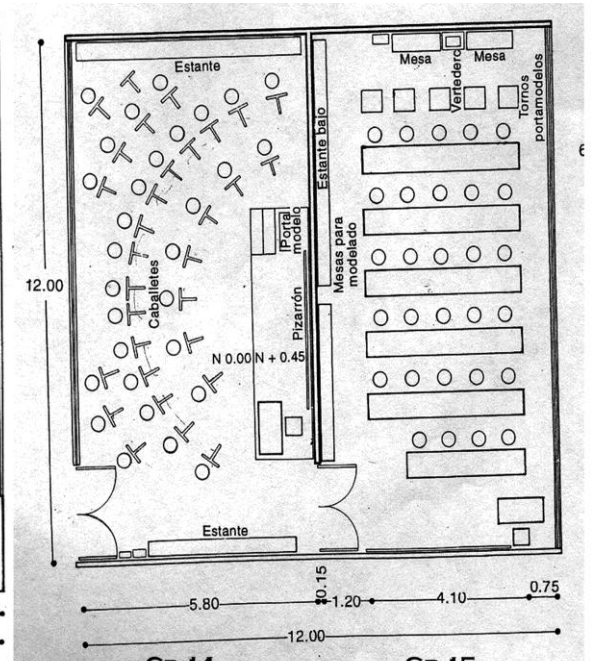 Estante
Mesa
Vertedero
Mesa
Tornos
portamodelos
Estante bajo
Porta
modelo
Mesas para
modelado
12.00
Caballetes
Pizarrón
N 0.00 N + 0.45
Estante
0.15
5.80
1.20
4.10
0.75
12.00